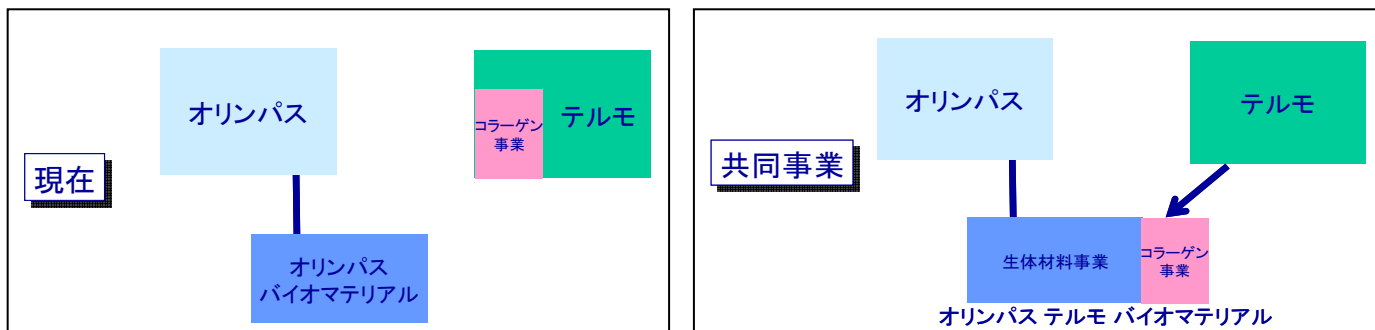 現在
オリンパス
テルモ
コラーゲン
事業
オリンパス
バイオマテリアル
共同事業
オリンパス
テルモ
生体材料事業
コラーゲン
事業
オリンパス テルモ バイオマテリアル